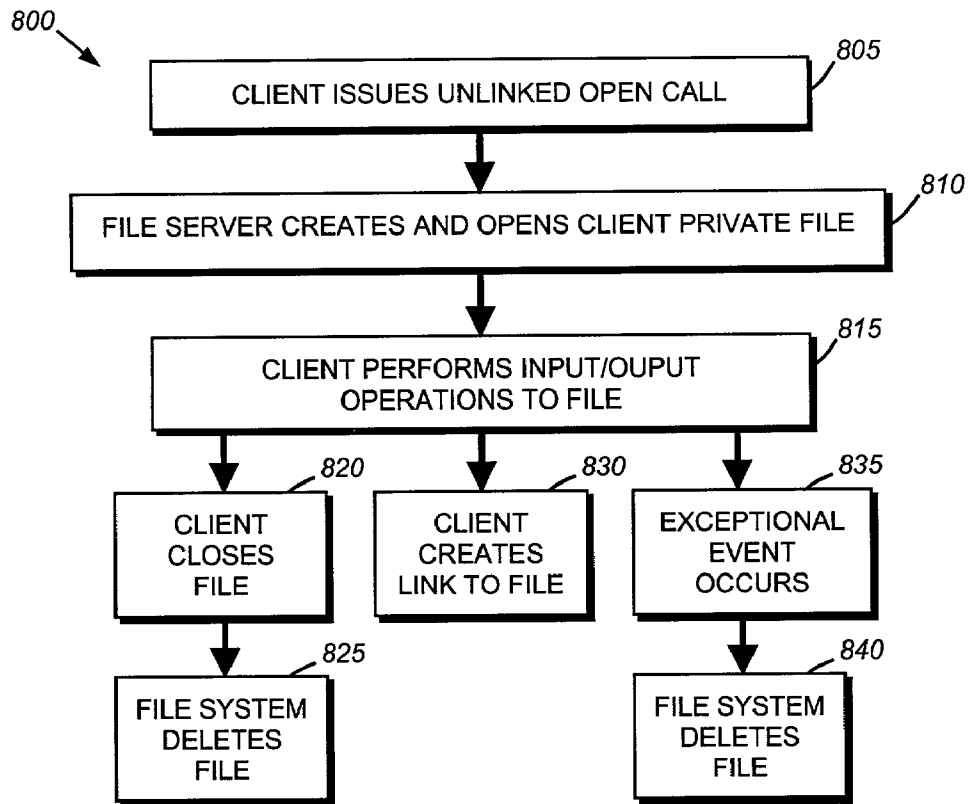 800
805
CLIENT ISSUES UNLINKED OPEN CALL
810
FILE SERVER CREATES AND OPENS CLIENT PRIVATE FILE
815
CLIENT PERFORMS INPUT/OUPUT
OPERATIONS TO FILE
820
CLIENT
CLOSES
FILE
830
CLIENT
CREATES
LINK TO FILE
835
EXCEPTIONAL
EVENT
OCCURS
825
FILE SYSTEM
DELETES
FILE
840
FILE SYSTEM
DELETES
FILE